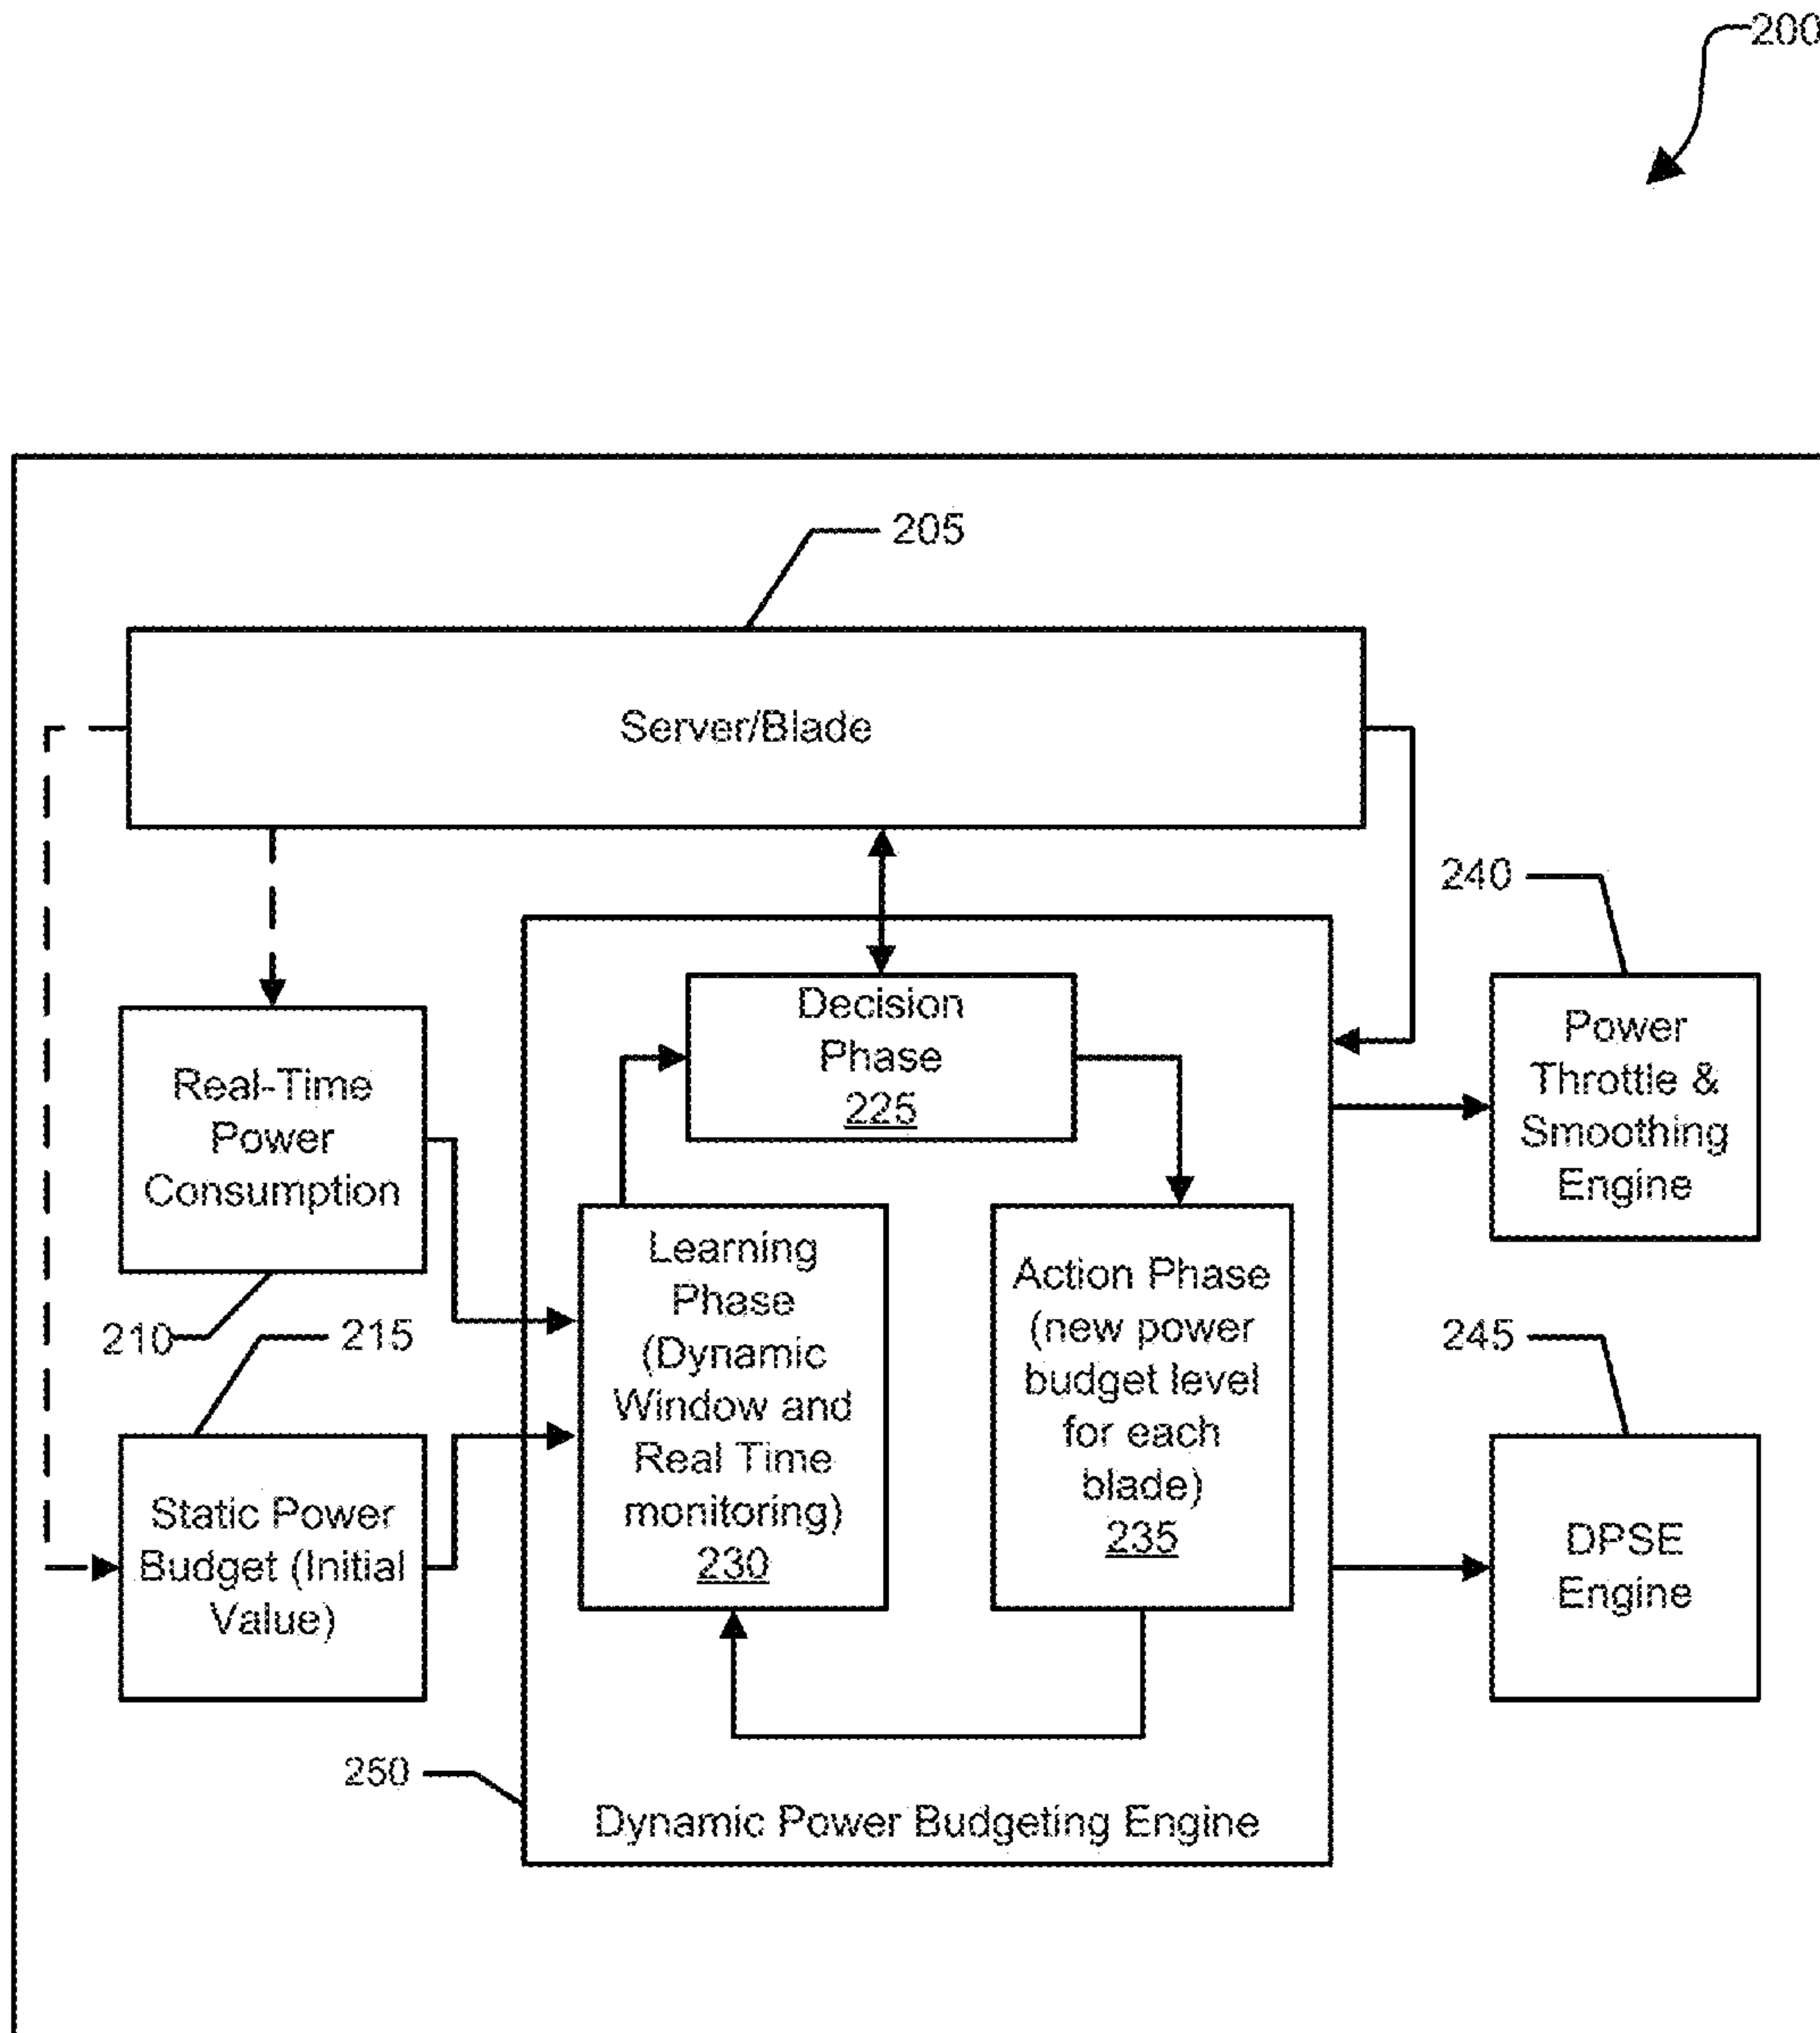 200
205
Server/Blade
240
Decision
Phase
225
Power
Throttle &
Smoothing
Engine
Real-Time
Power
Consumption
210
215
Learning
Phase
(Dynamic
Window and
Real Time
monitoring)
230
Action Phase
(new power
budget level
for each
blade)
235
245
Static Power
Budget (Initial
Value)
DPSE
Engine
250
Dynamic Power Budgeting Engine